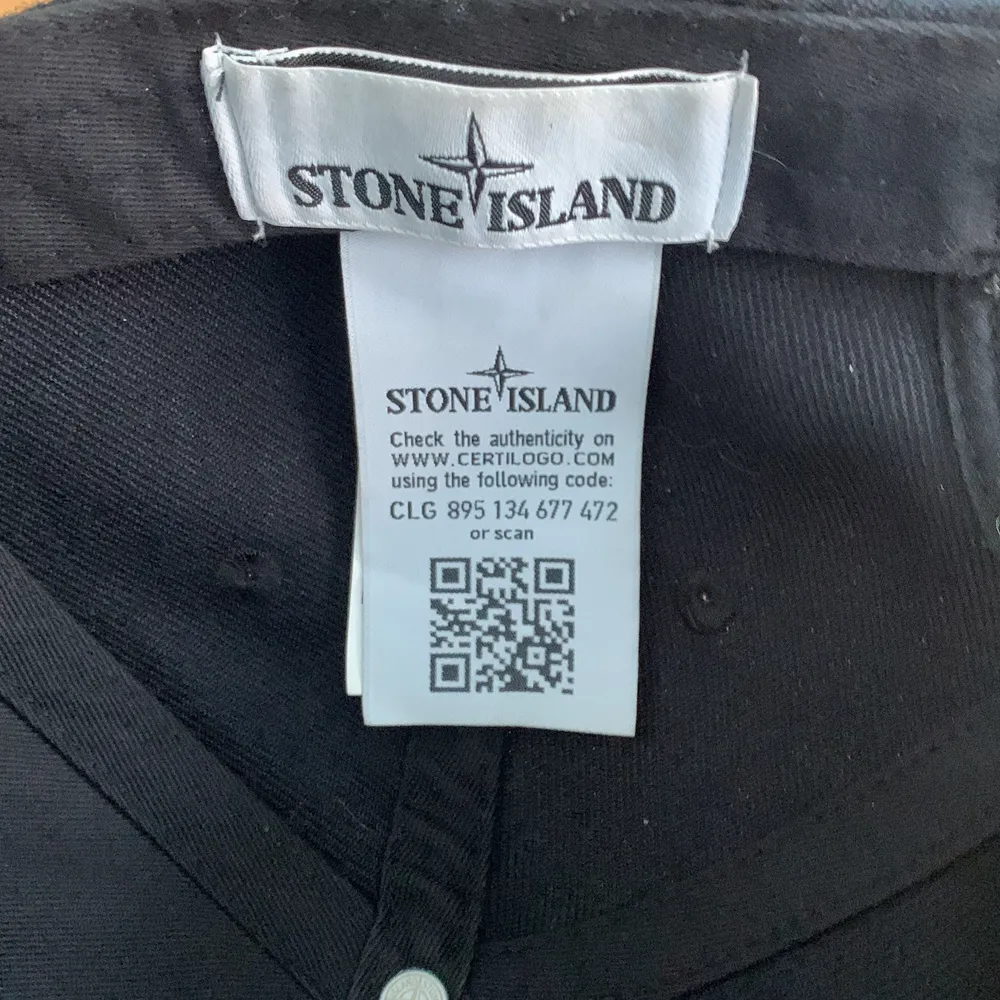 STONE ISLAND
STONE ISLAND
Check the authenticity on
WWW.CERTILOGO.COM
using the following code:
CLG 895 134 677 472
or scan